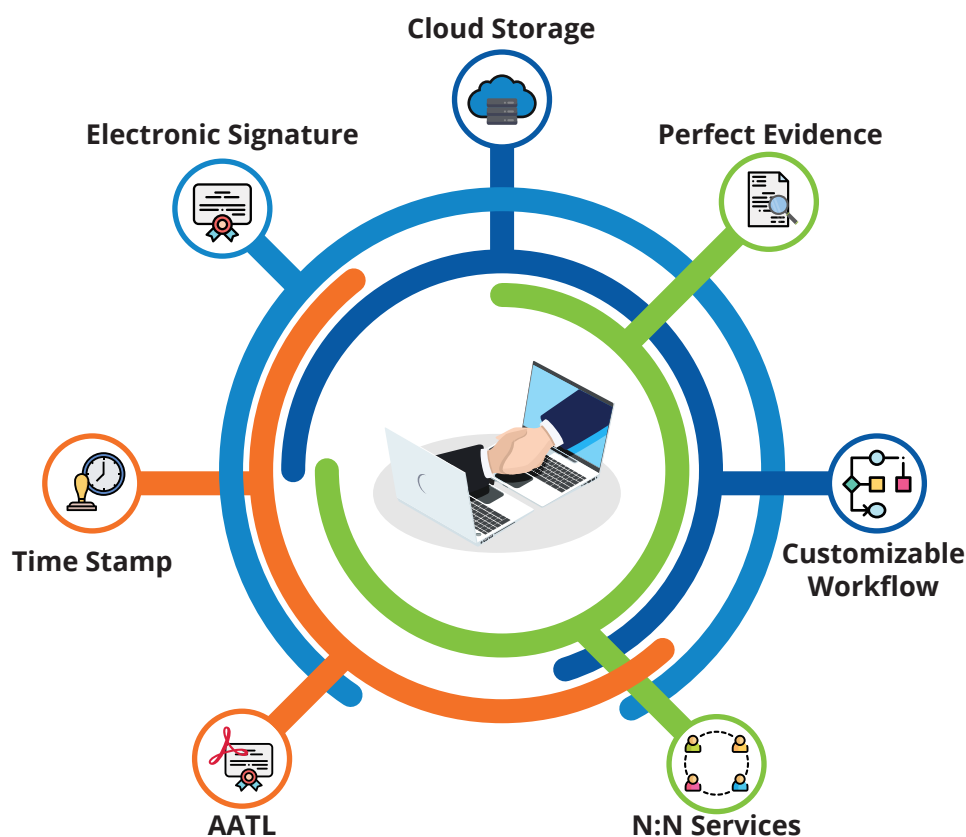 Cloud Storage
Electronic Signature
Perfect Evidence
Time Stamp
Customizable
Workflow
AATL
N:N Services